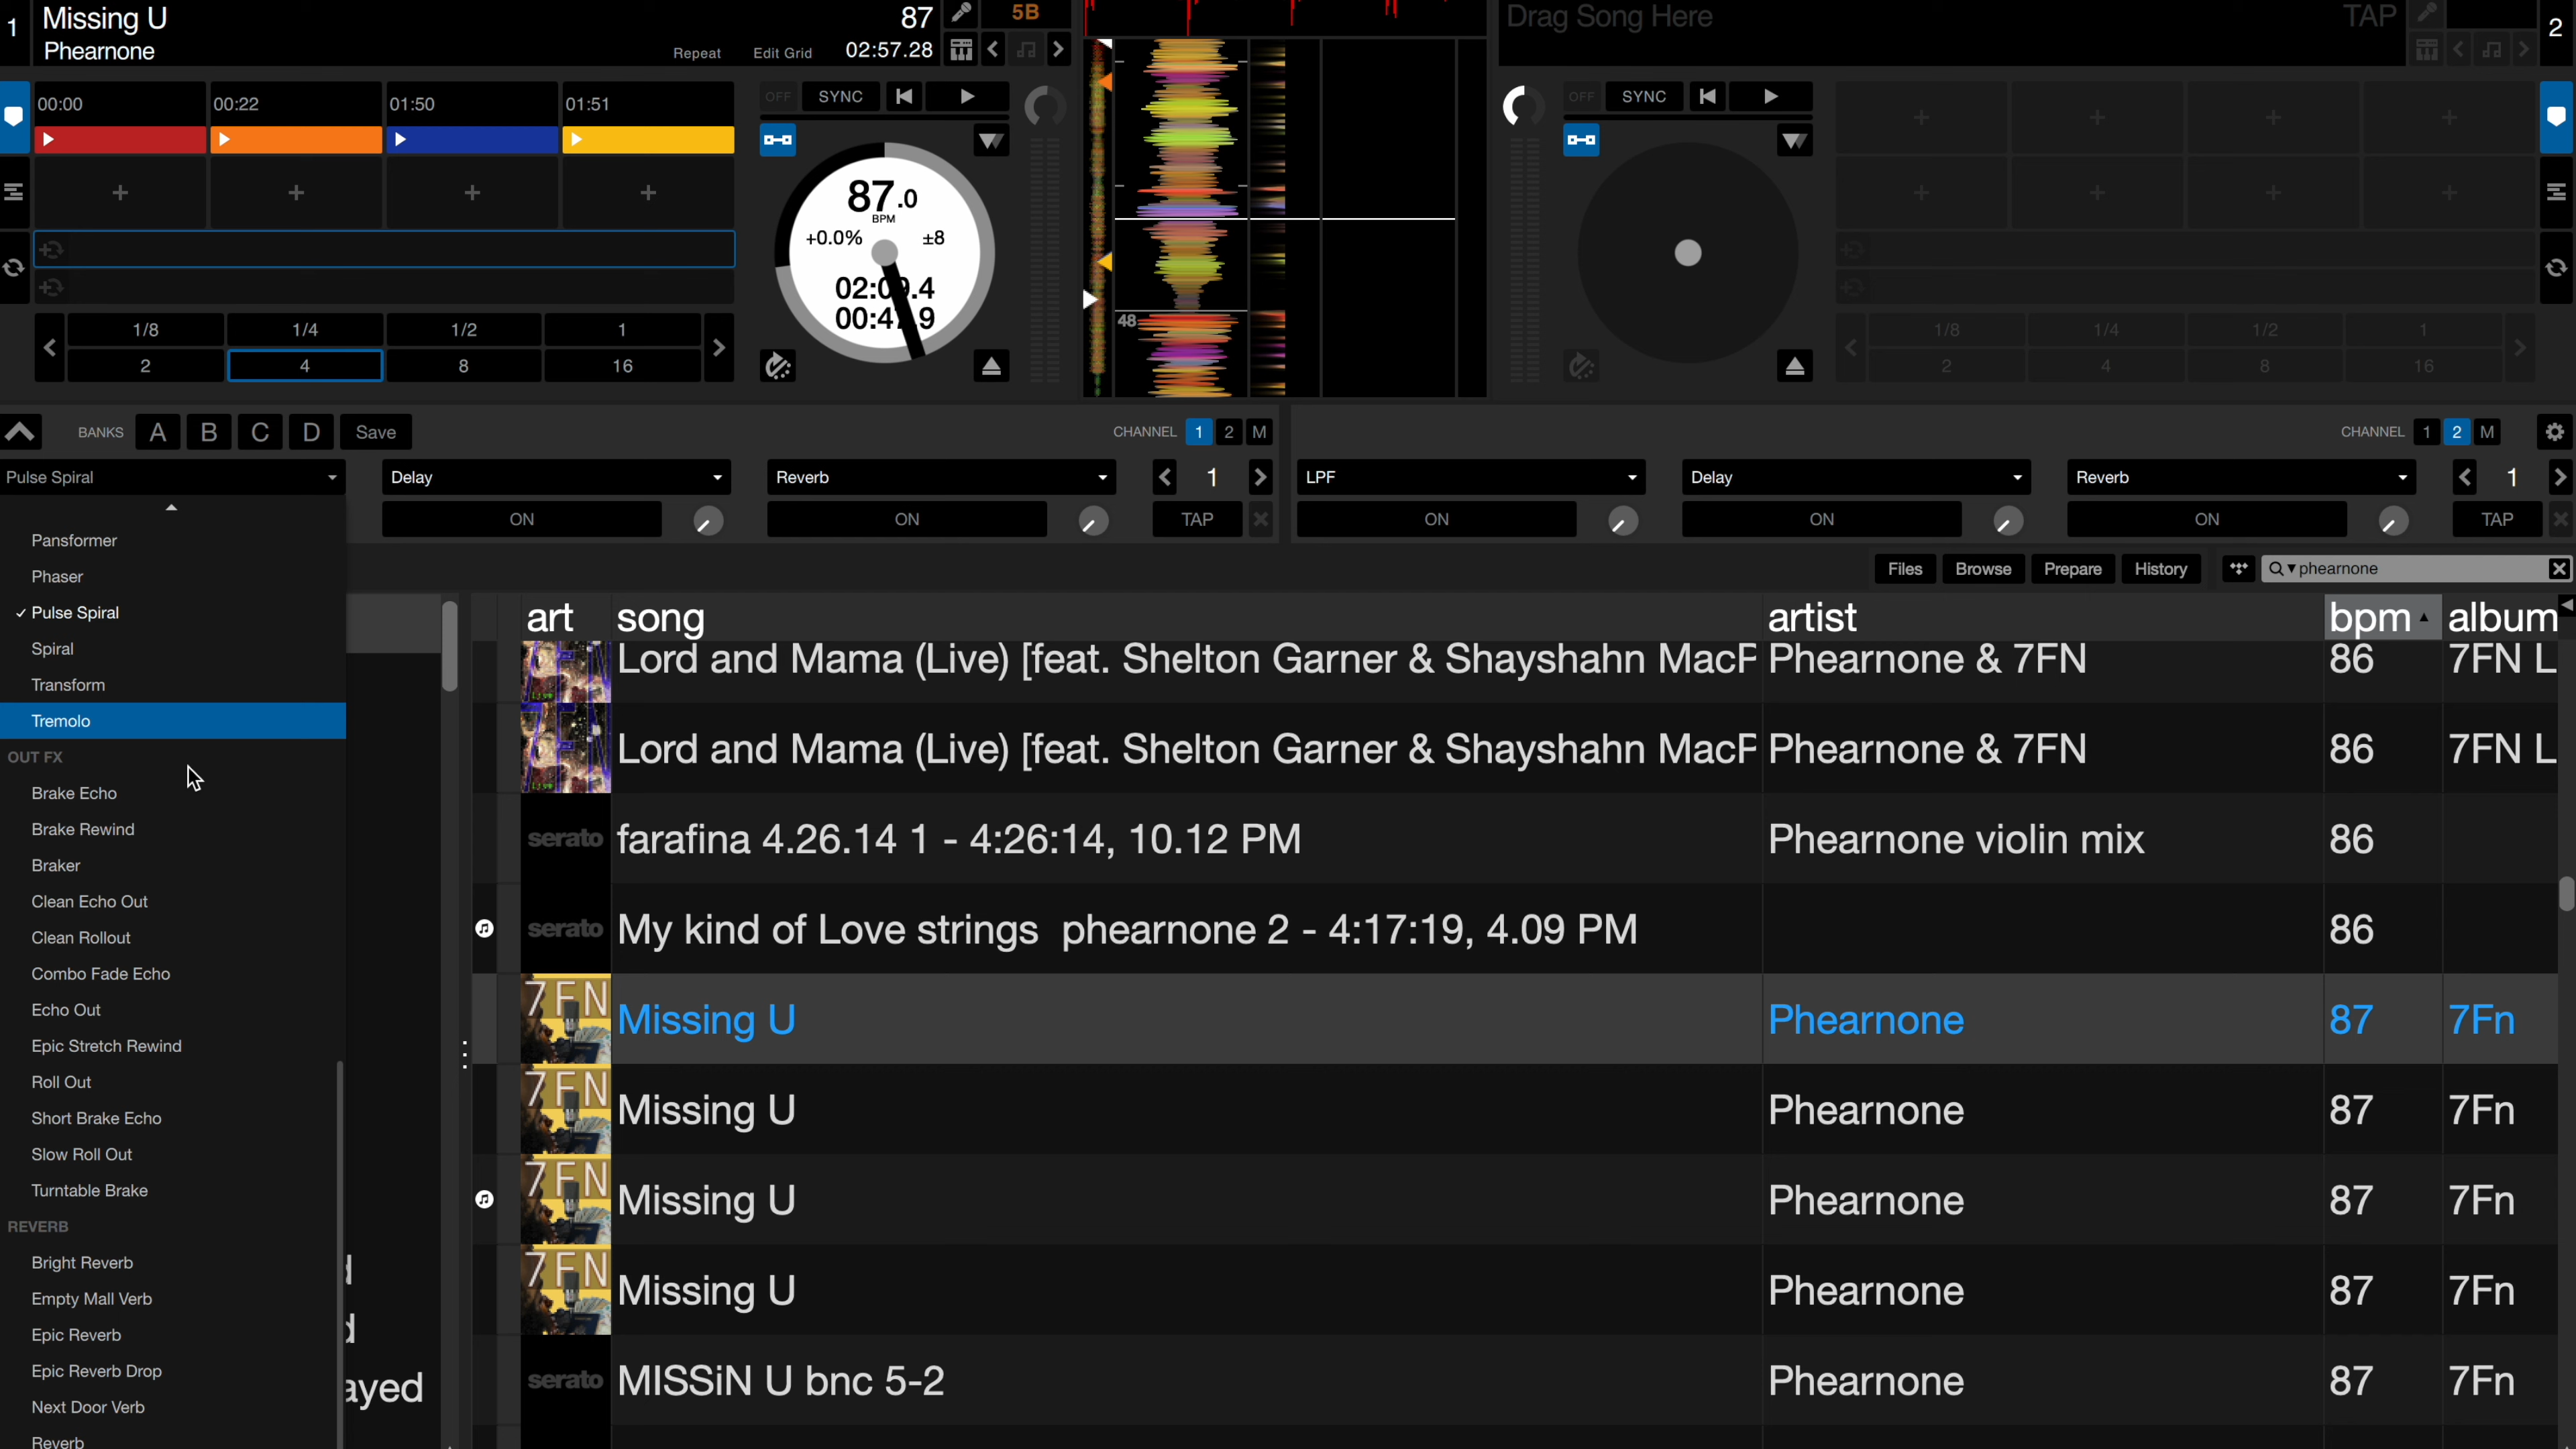 1
Missing U
Phearnone
Repeat
Edit Grid
87
02:57.28
5B
Drag Song Here
TAP
2
00:00
00:22
01:50
01:51
OFF
SYNC
87.0
BPM
+0.0%
±8
1/8
1/4
1/2
1
2
4
8
16
48
OFF
SYNC
1/8
1/4
1/2
1
2
4
8
16
BANKS
A
B
C
D
Save
CHANNEL
1
2
M
CHANNEL
1
2
M
Pulse Spiral
Delay
Reverb
1
LPF
Delay
Reverb
1
ON
ON
TAP
ON
ON
ON
TAP
Files
Browse
Prepare
History
phearnone
Pansformer
Phaser
Pulse Spiral
Spiral
Transform
Tremolo
OUT FX
Brake Echo
Brake Rewind
Braker
Clean Echo Out
Clean Rollout
Combo Fade Echo
Echo Out
Epic Stretch Rewind
Roll Out
Short Brake Echo
Slow Roll Out
Turntable Brake
REVERB
Bright Reverb
Empty Mall Verb
Epic Reverb
Epic Reverb Drop
Next Door Verb
Reverb
ayed
art song artist bpm album
Lord and Mama (Live) [feat. Shelton Garner & Shayshahn MacP Phearnone & 7FN 86 7FN L
Lord and Mama (Live) [feat. Shelton Garner & Shayshahn MacP Phearnone & 7FN 86 7FN L
serato farafina 4.26.14 1 - 4:26:14, 10.12 PM Phearnone violin mix 86
serato My kind of Love strings phearnone 2 - 4:17:19, 4.09 PM 86
7FN Missing U Phearnone 87 7Fn
7FN Missing U Phearnone 87 7Fn
7FN Missing U Phearnone 87 7Fn
7FN Missing U Phearnone 87 7Fn
serato MISSiN U bnc 5-2 Phearnone 87 7Fn